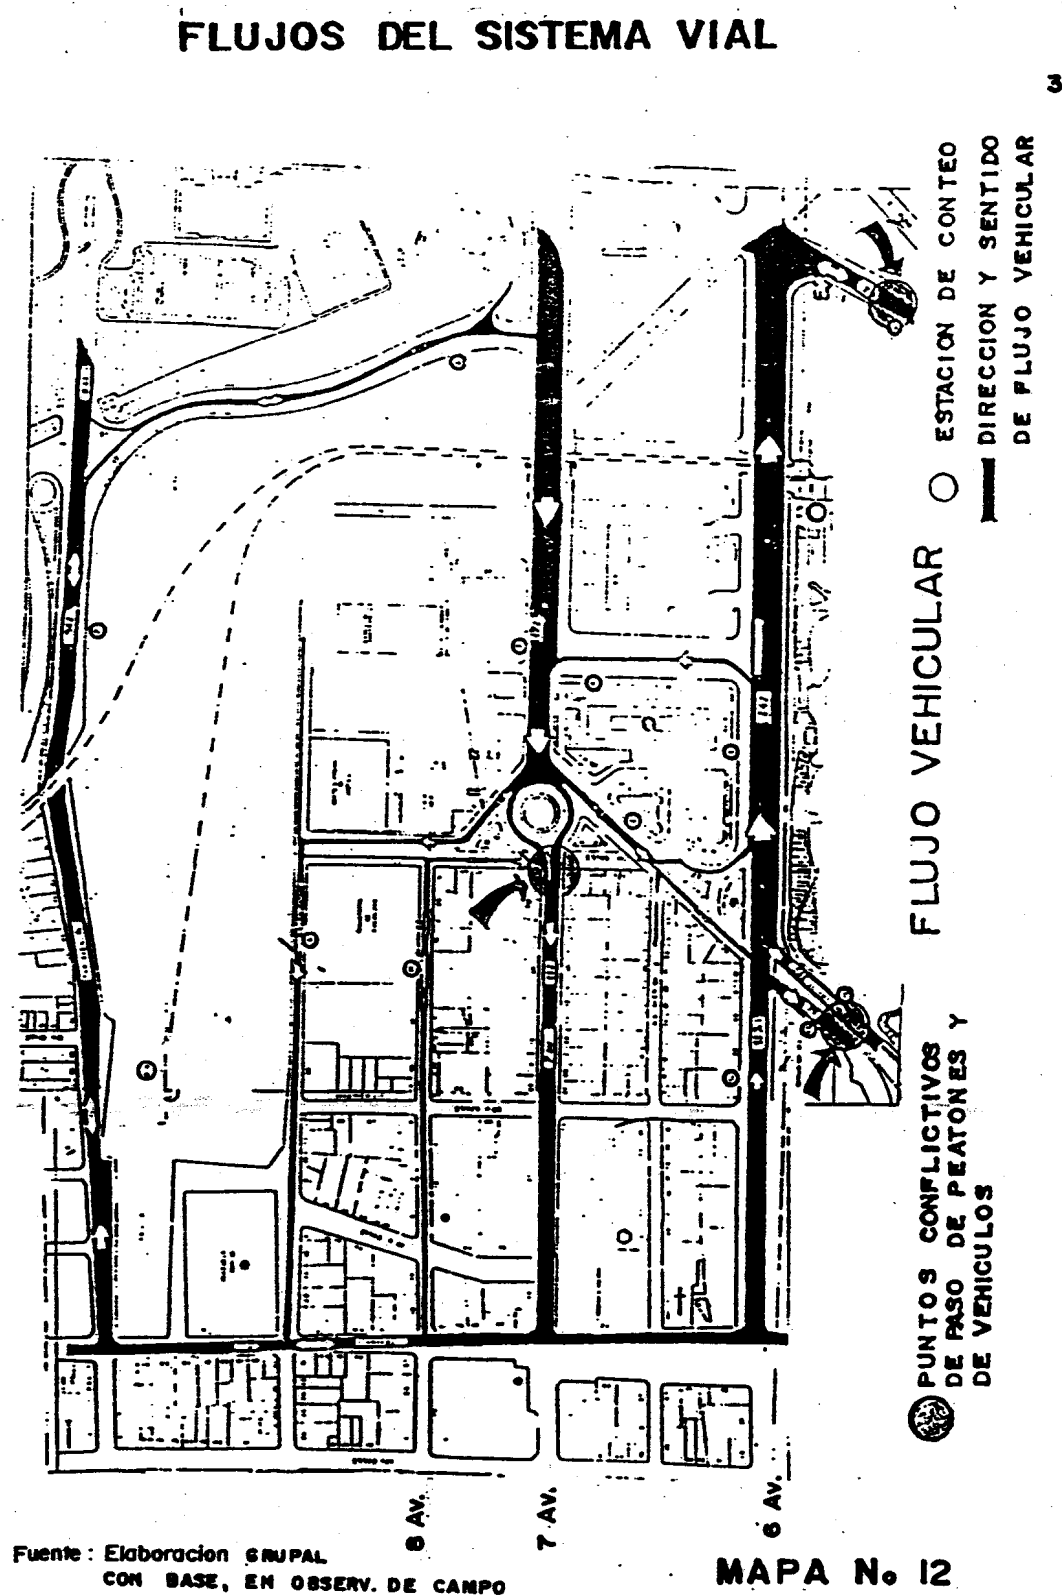 FLUJOS DEL SISTEMA VIAL
3
ESTACION DE CONTEO
DIRECCION Y SENTIDO
DE FLUJO VEHICULAR
FLUJO VEHICULAR
PUNTOS CONFLICTIVOS
DE PASO DE PEATONES Y
DE VEHICULOS
8 AV.
7 AV.
6 AV.
Fuente : Elaboracion GRUPAL
CON BASE, EN OBSERV. DE CAMPO
MAPA No 12